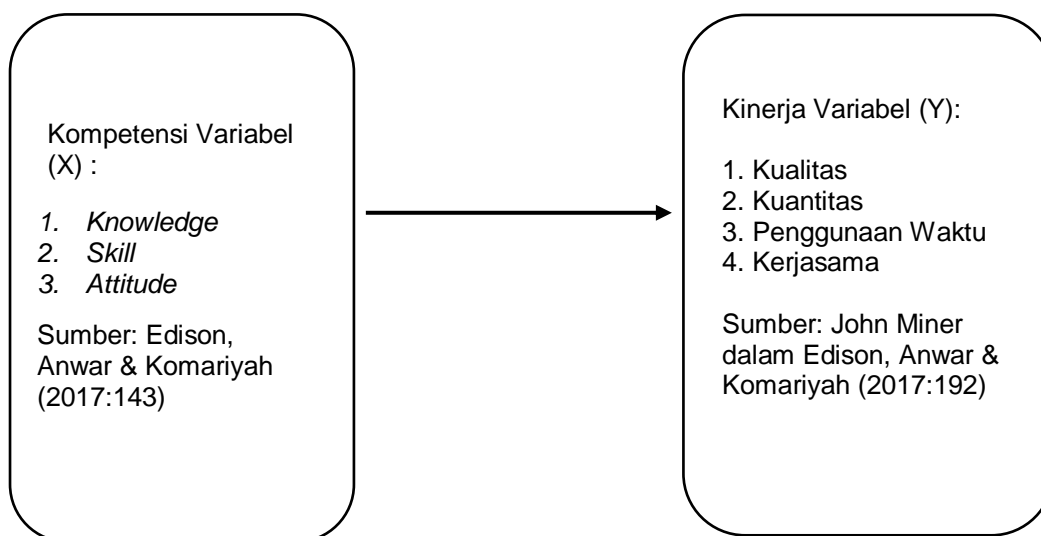 Kompetensi Variabel
(X) :
1. Knowledge
2. Skill
3. Attitude
Sumber: Edison,
Anwar & Komariyah
(2017:143)
Kinerja Variabel (Y):
1. Kualitas
2. Kuantitas
3. Penggunaan Waktu
4. Kerjasama
Sumber: John Miner
dalam Edison, Anwar &
Komariyah (2017:192)